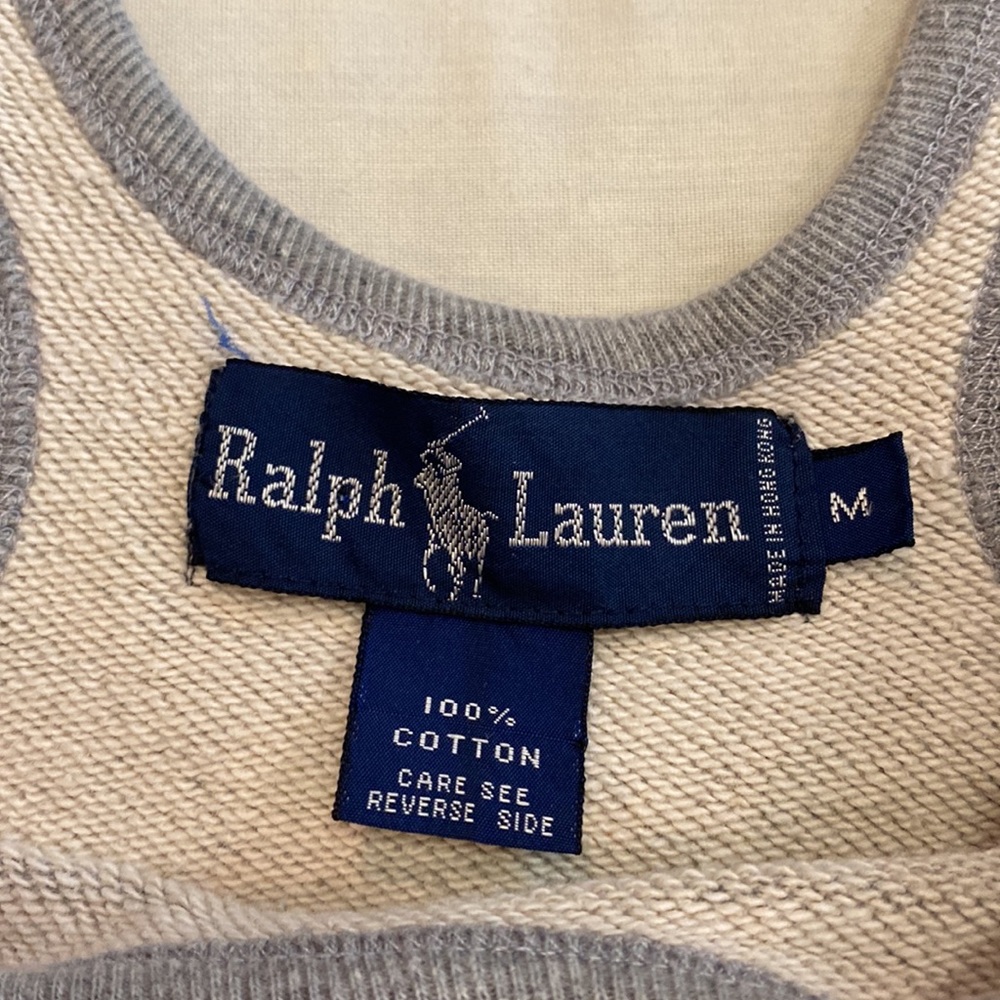 Ralph Lauren
MADE IN HONG KONG
M
100%
COTTON
CARE SEE
REVERSE SIDE